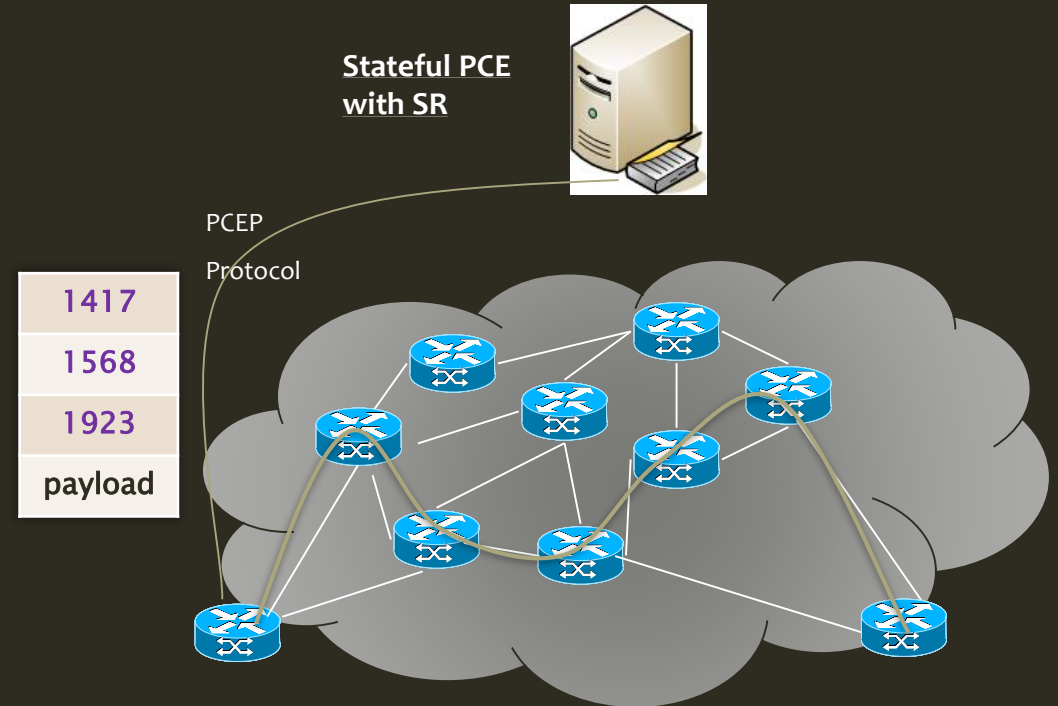 Stateful PCE
with SR
PCEP
Protocol
1417
1568
1923
payload